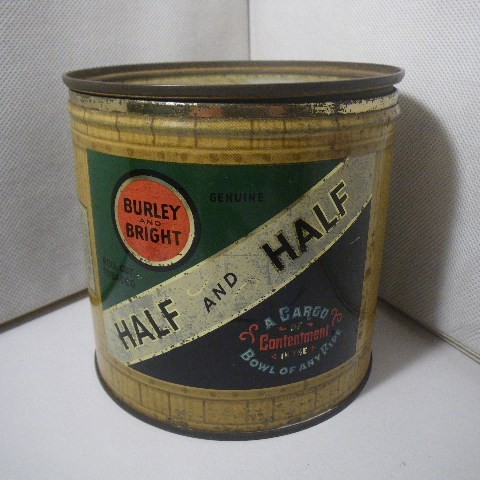 BURLEY
AND
BRIGHT
GENUINE
HALF AND HALF
A CARGO
OF
Contentment
IN THE
BOWL OF ANY PIPE